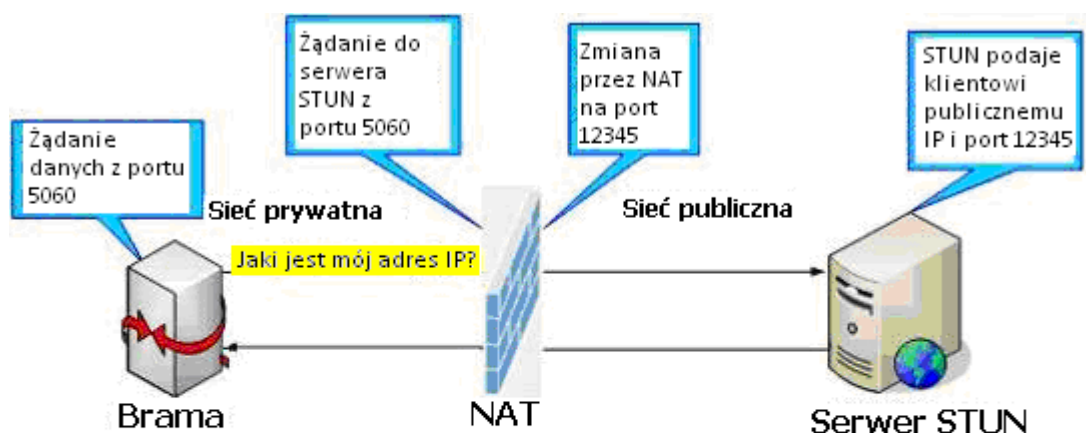 Żądanie do
serwera
STUN z
portu 5060
Zmiana
przez NAT
na port
12345
STUN podaje
klientowi
publicznemu
IP i port 12345
Żądanie
danych z portu
5060
Sieć prywatna
Sieć publiczna
Jaki jest mój adres IP?
Brama
NAT
Serwer STUN